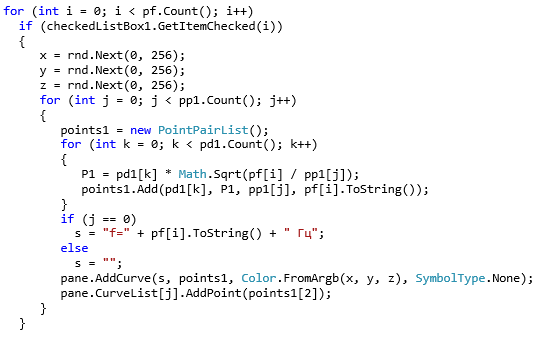 for (int i = 0; i < pf.Count(); i++)
if (checkedListBox1.GetItemChecked(i))
{
x = rnd.Next(0, 256);
y = rnd.Next(0, 256);
z = rnd.Next(0, 256);
for (int j = 0; j < pp1.Count(); j++)
{
points1 = new PointPairList();
for (int k = 0; k < pd1.Count(); k++)
{
P1 = pd1[k] * Math.Sqrt(pf[i] / pp1[j]);
points1.Add(pd1[k], P1, pp1[j], pf[i].ToString());
}
if (j == 0)
s = "f=" + pf[i].ToString() + " Гц";
else
s = "";
pane.AddCurve(s, points1, Color.FromArgb(x, y, z), SymbolType.None);
pane.CurveList[j].AddPoint(points1[2]);
}
}